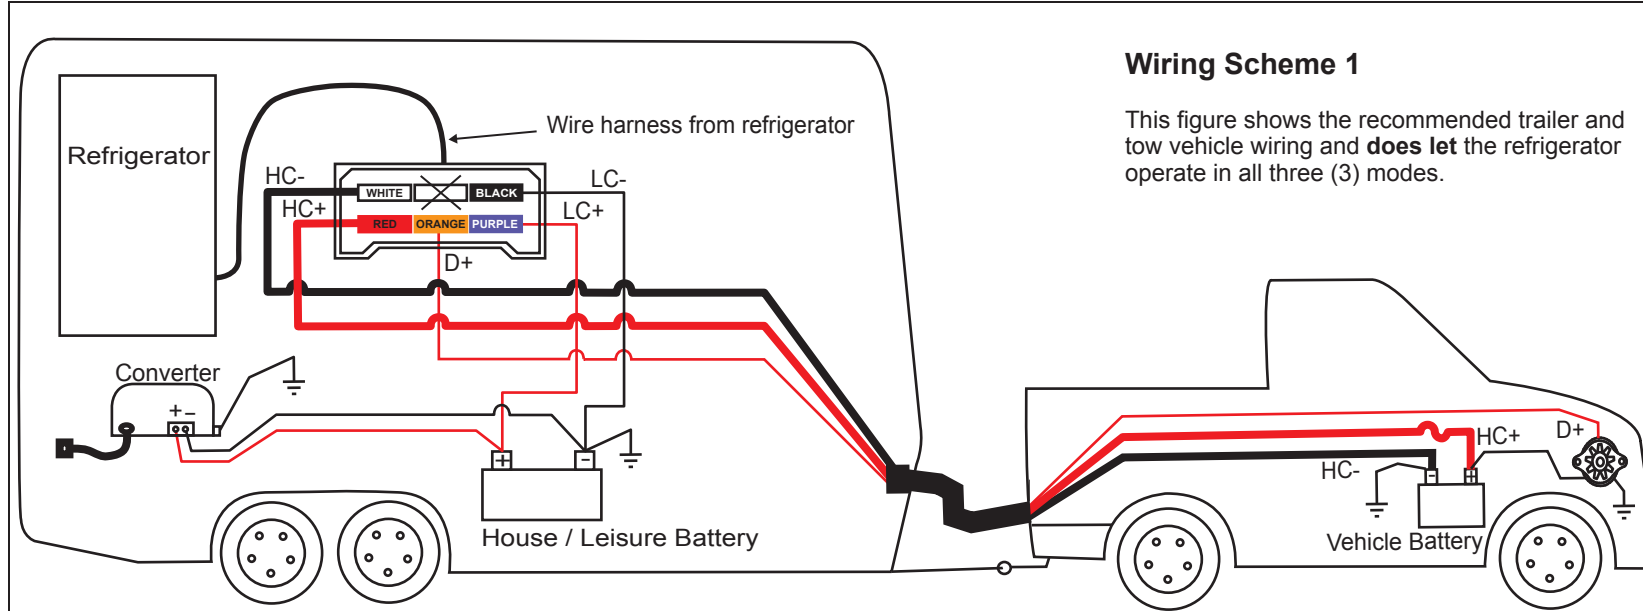 Wiring Scheme 1
This figure shows the recommended trailer and
tow vehicle wiring and does let the refrigerator
operate in all three (3) modes.
Wire harness from refrigerator
Refrigerator
HC-
WHITE
BLACK
LC-
HC+
RED
ORANGE
PURPLE
LC+
D+
Converter
+ -
+
-
House / Leisure Battery
D+
HC+
HC-
-
+
Vehicle Battery